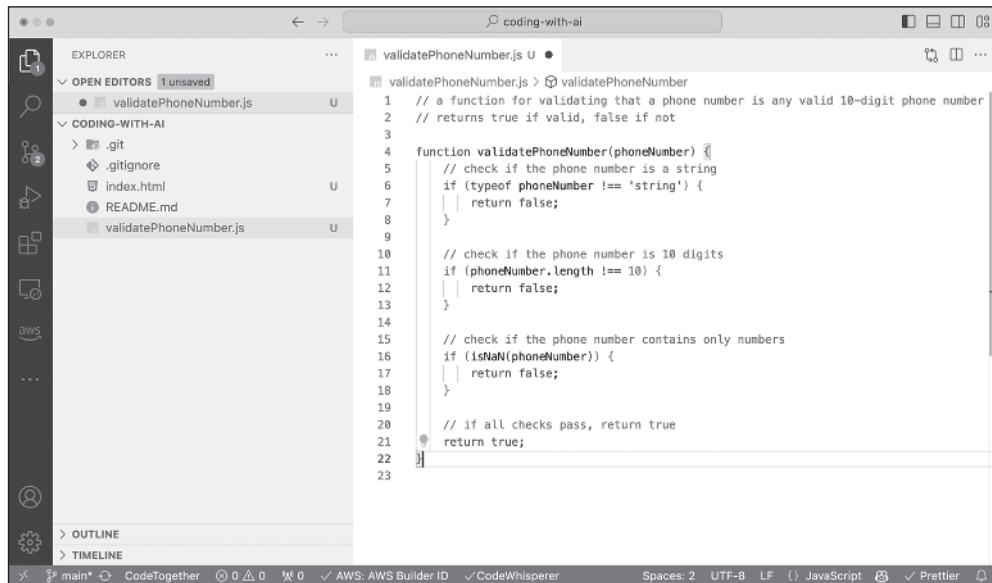 coding-with-ai
EXPLORER
OPEN EDITORS 1 unsaved
validatePhoneNumber.js U
CODING-WITH-AI
.git
.gitignore
index.html U
README.md
validatePhoneNumber.js U
OUTLINE
TIMELINE
1
2
aws
validatePhoneNumber.js U
validatePhoneNumber.js > validatePhoneNumber
1 // a function for validating that a phone number is any valid 10-digit phone number
2 // returns true if valid, false if not
3
4 function validatePhoneNumber(phoneNumber) {
5 // check if the phone number is a string
6 if (typeof phoneNumber !== 'string') {
7 return false;
8 }
9
10 // check if the phone number is 10 digits
11 if (phoneNumber.length !== 10) {
12 return false;
13 }
14
15 // check if the phone number contains only numbers
16 if (isNaN(phoneNumber)) {
17 return false;
18 }
19
20 // if all checks pass, return true
21 return true;
22 }
23
main* CodeTogether 0 0 0 AWS: AWS Builder ID CodeWhisperer Spaces: 2 UTF-8 LF {} JavaScript Prettier